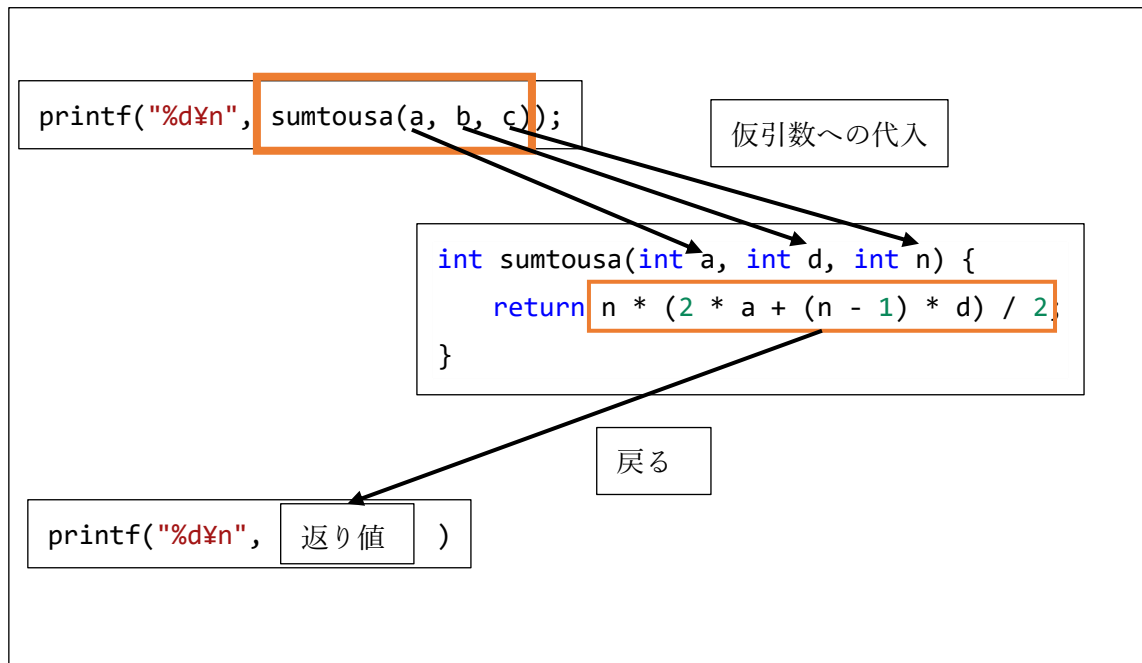 printf("%d¥n", sumtousa(a, b, c));
仮引数への代入
int sumtousa(int a, int d, int n) {
return n * (2 * a + (n - 1) * d) / 2;
}
戻る
printf("%d¥n", 返り値 )